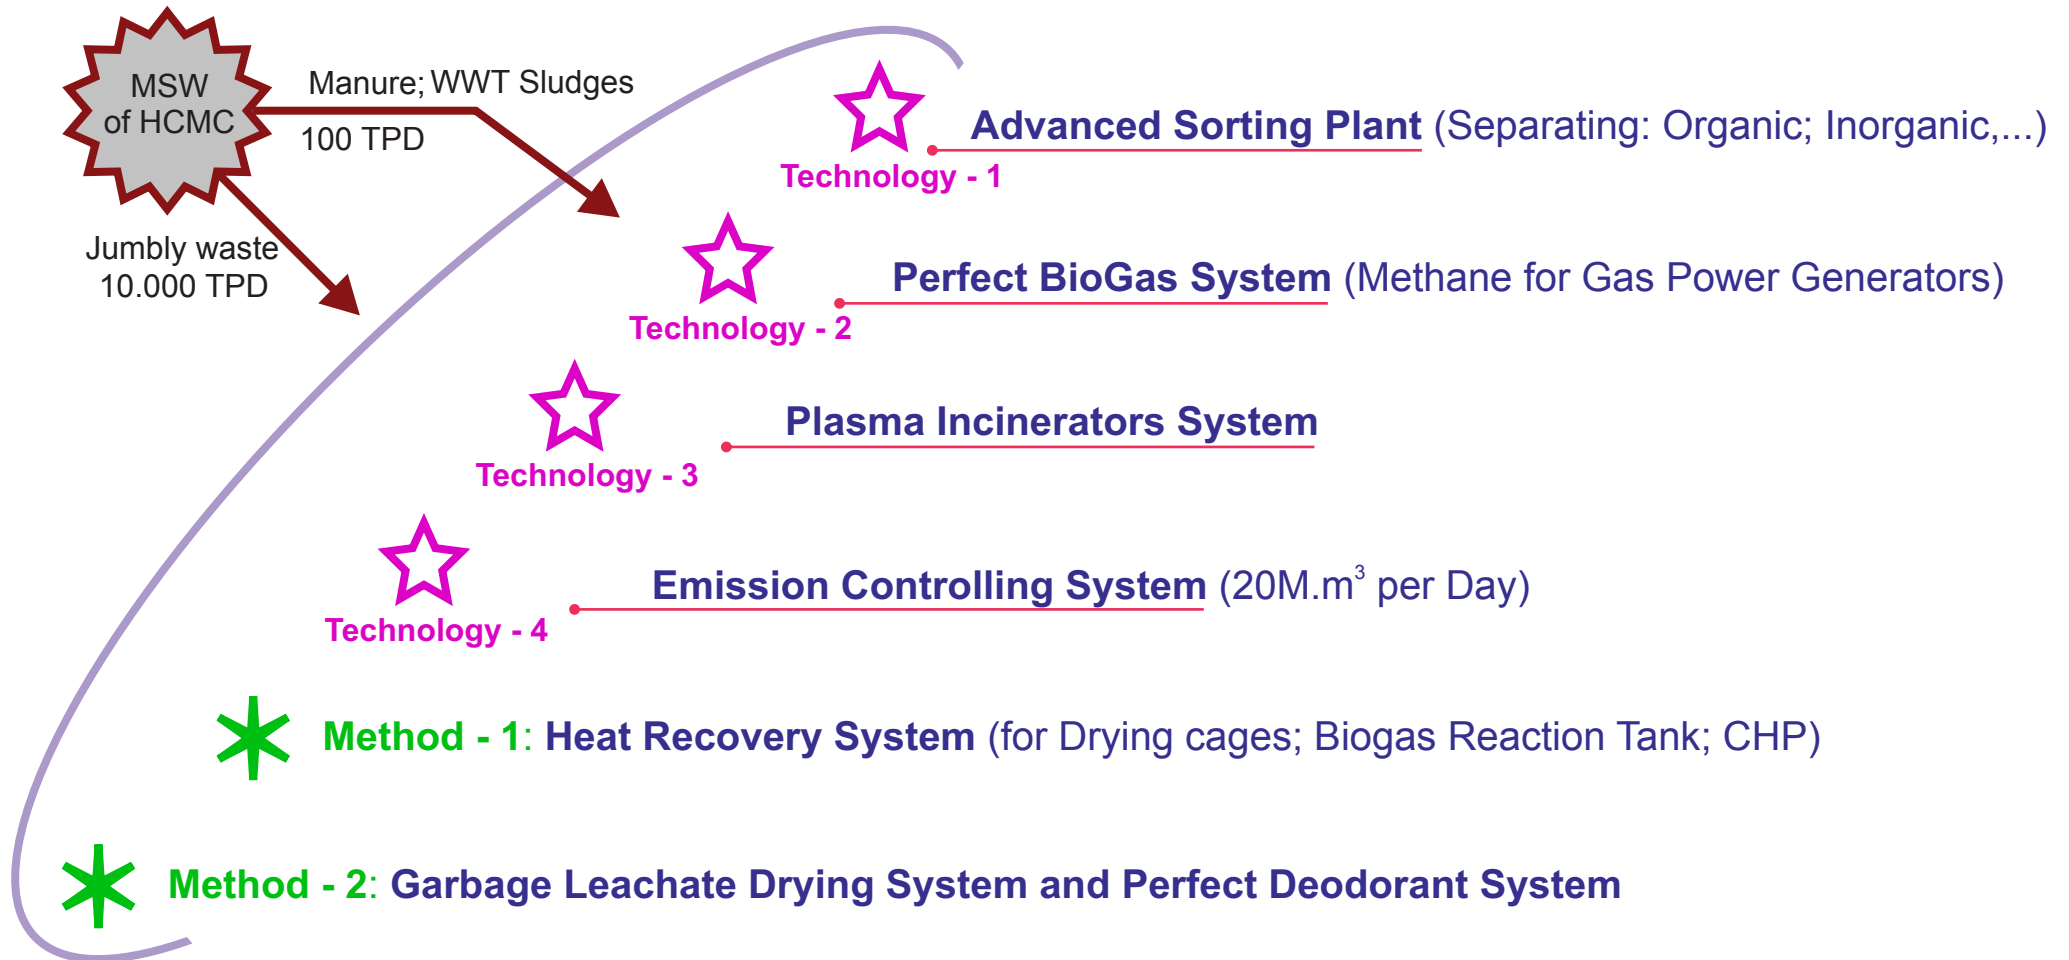 MSW
of HCMC
Manure; WWT Sludges
100 TPD
Jumbly waste
10.000 TPD
Advanced Sorting Plant (Separating: Organic; Inorganic,...)
Technology - 1
Perfect BioGas System (Methane for Gas Power Generators)
Technology - 2
Plasma Incinerators System
Technology - 3
Emission Controlling System (20M.m³ per Day)
Technology - 4
Method - 1: Heat Recovery System (for Drying cages; Biogas Reaction Tank; CHP)
Method - 2: Garbage Leachate Drying System and Perfect Deodorant System